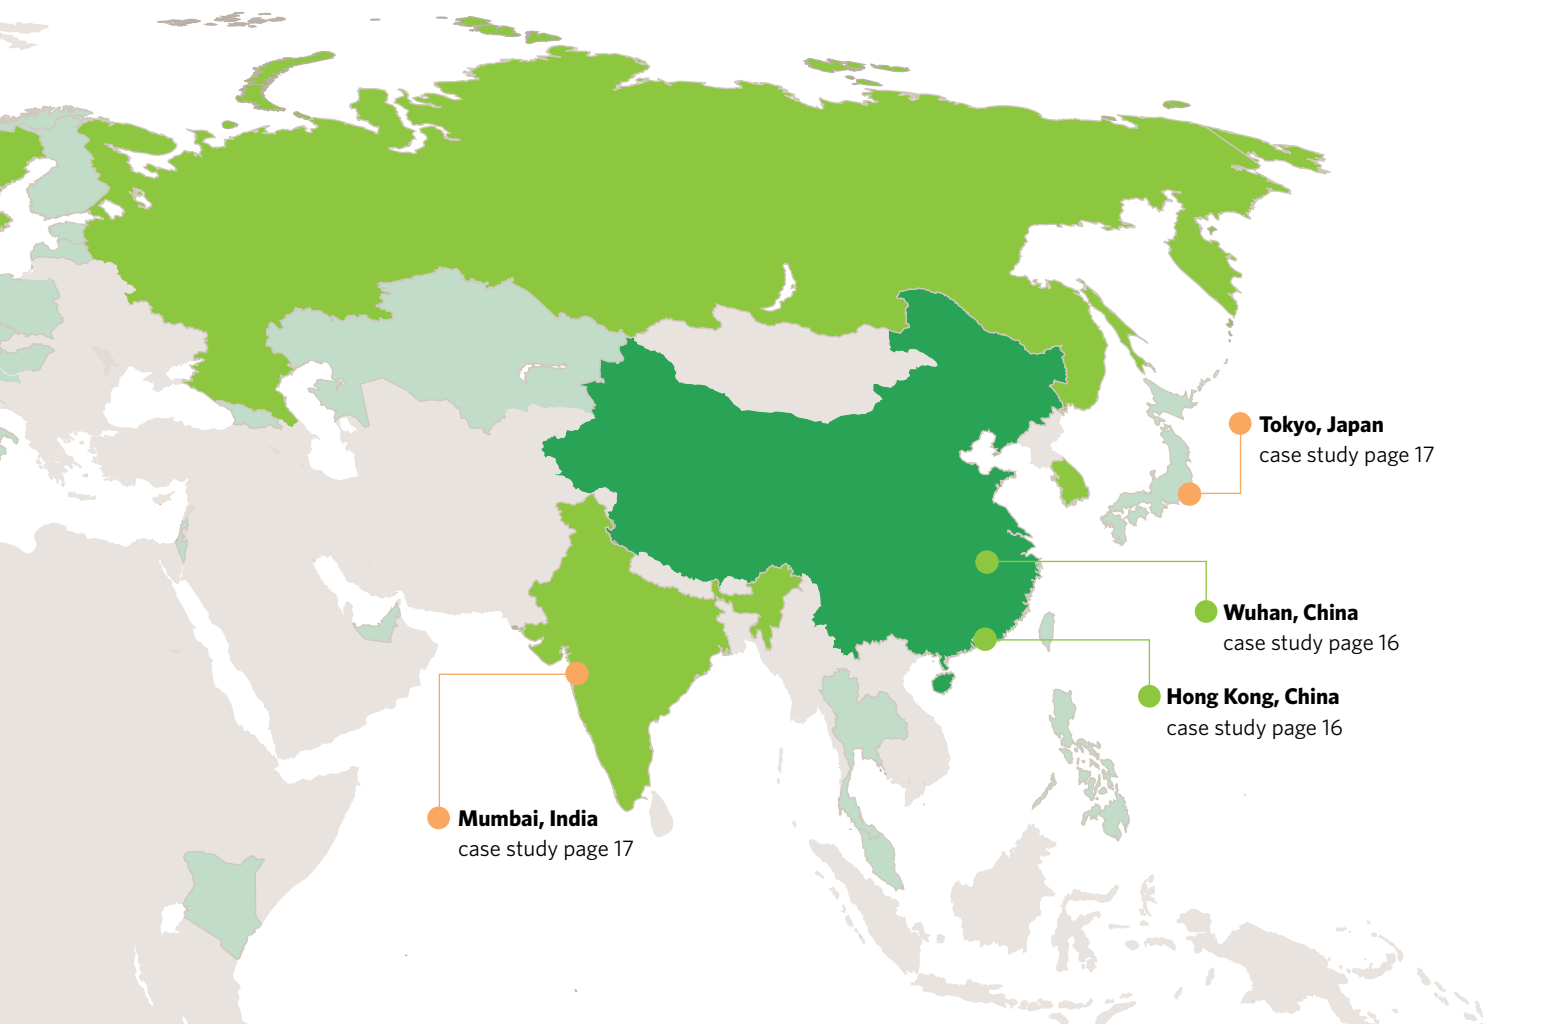 Tokyo, Japan
case study page 17
Wuhan, China
case study page 16
Hong Kong, China
case study page 16
Mumbai, India
case study page 17